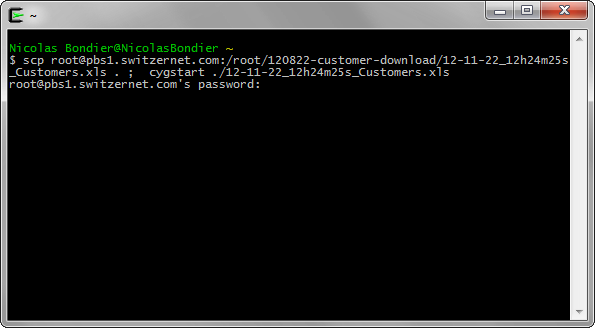 ~
Nicolas Bondier@NicolasBondier ~
$ scp root@pbs1.switzernet.com:/root/120822-customer-download/12-11-22_12h24m25s
_Customers.xls . ;  cygstart ./12-11-22_12h24m25s_Customers.xls
root@pbs1.switzernet.com's password: